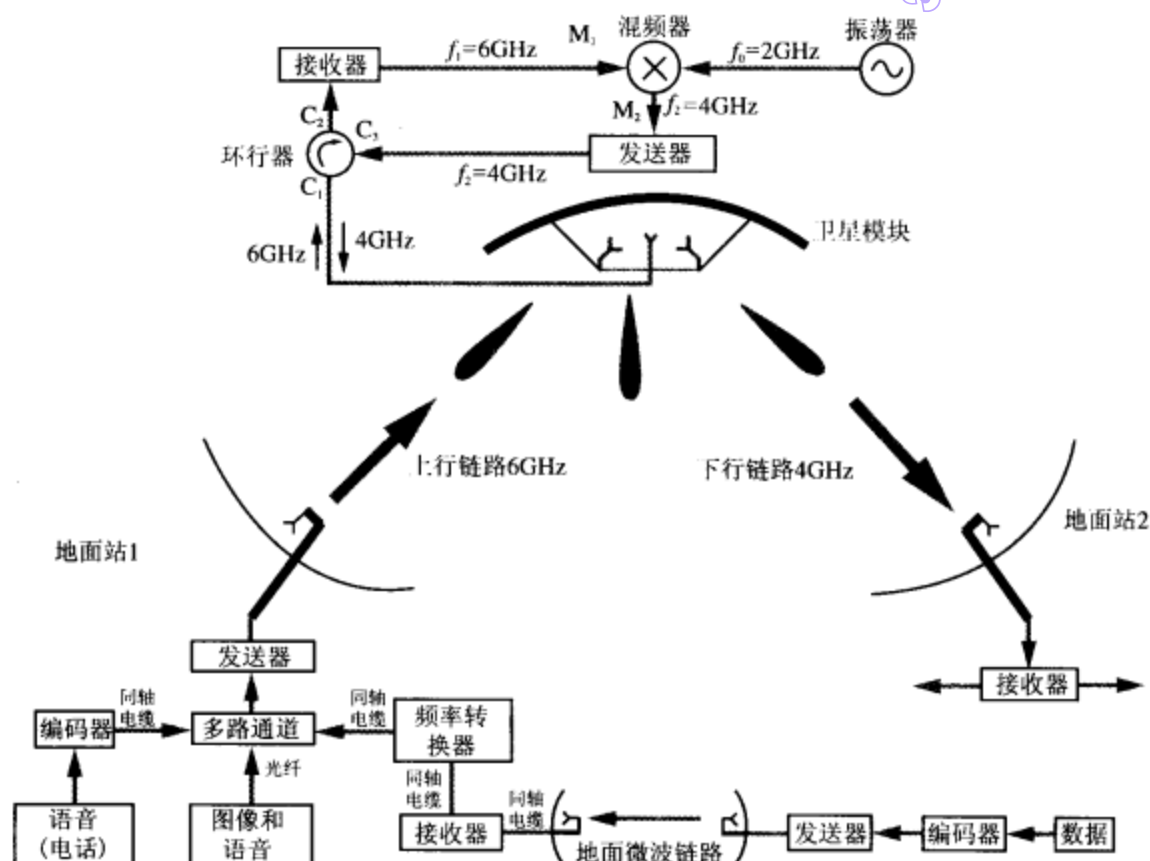 混频器
振荡器
M₁
接收器
f₁=6GHz
f₀=2GHz
C₂
M₂
f₂=4GHz
C₃
环行器
发送器
f₂=4GHz
C₁
4GHz
6GHz
卫星模块
上行链路6GHz
下行链路4GHz
地面站2
地面站1
发送器
接收器
同轴
电缆
同轴
电缆
编码器
多路通道
频率转
换器
光纤
同轴
电缆
同轴
电缆
语音
(电话)
图像和
语音
接收器
地面微波链路
发送器
编码器
数据